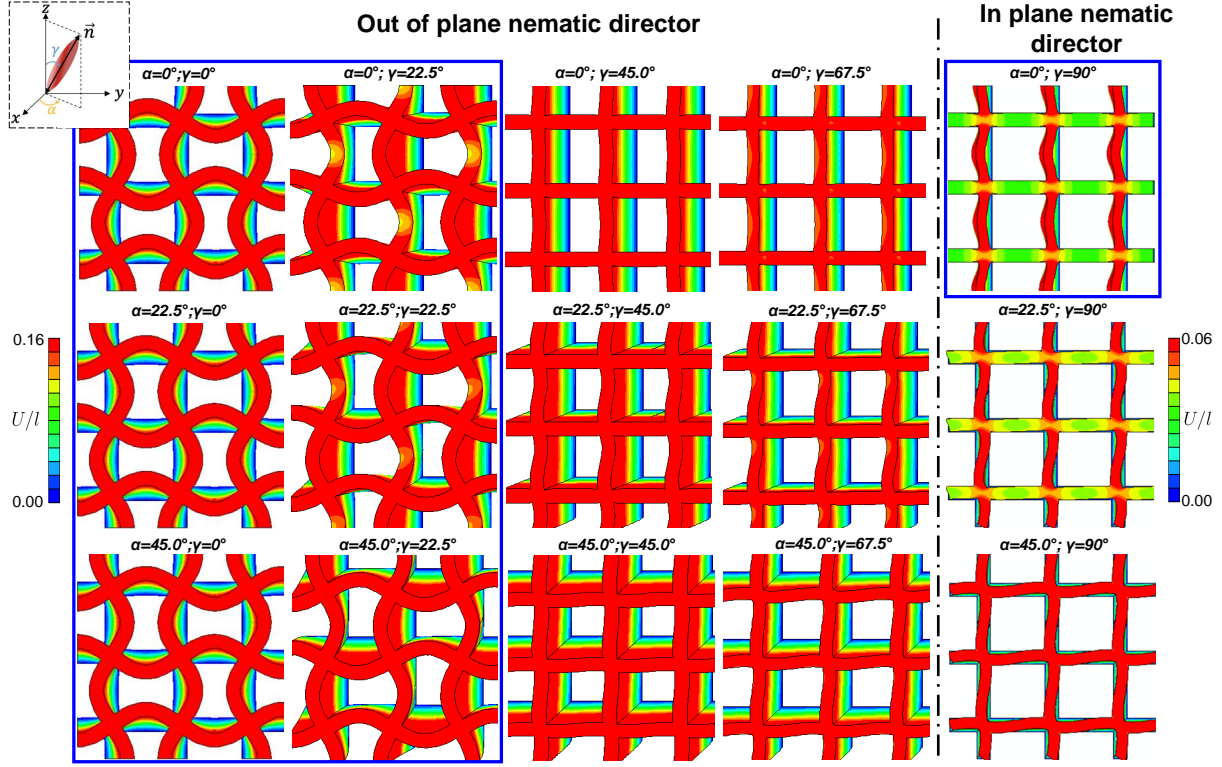 Out of plane nematic director
In plane nematic
director
z
n⃗
γ
y
x
α
α=0°;γ=0°
α=0°; γ=22.5°
α=0°; γ=45.0°
α=0°; γ=67.5°
α=0°; γ=90°
α=22.5°;γ=0°
α=22.5°;γ=22.5°
α=22.5°;γ=45.0°
α=22.5°;γ=67.5°
α=22.5°; γ=90°
0.16
U/l
0.00
0.06
U/l
0.00
α=45.0°;γ=0°
α=45.0°;γ=22.5°
α=45.0°;γ=45.0°
α=45.0°;γ=67.5°
α=45.0°; γ=90°